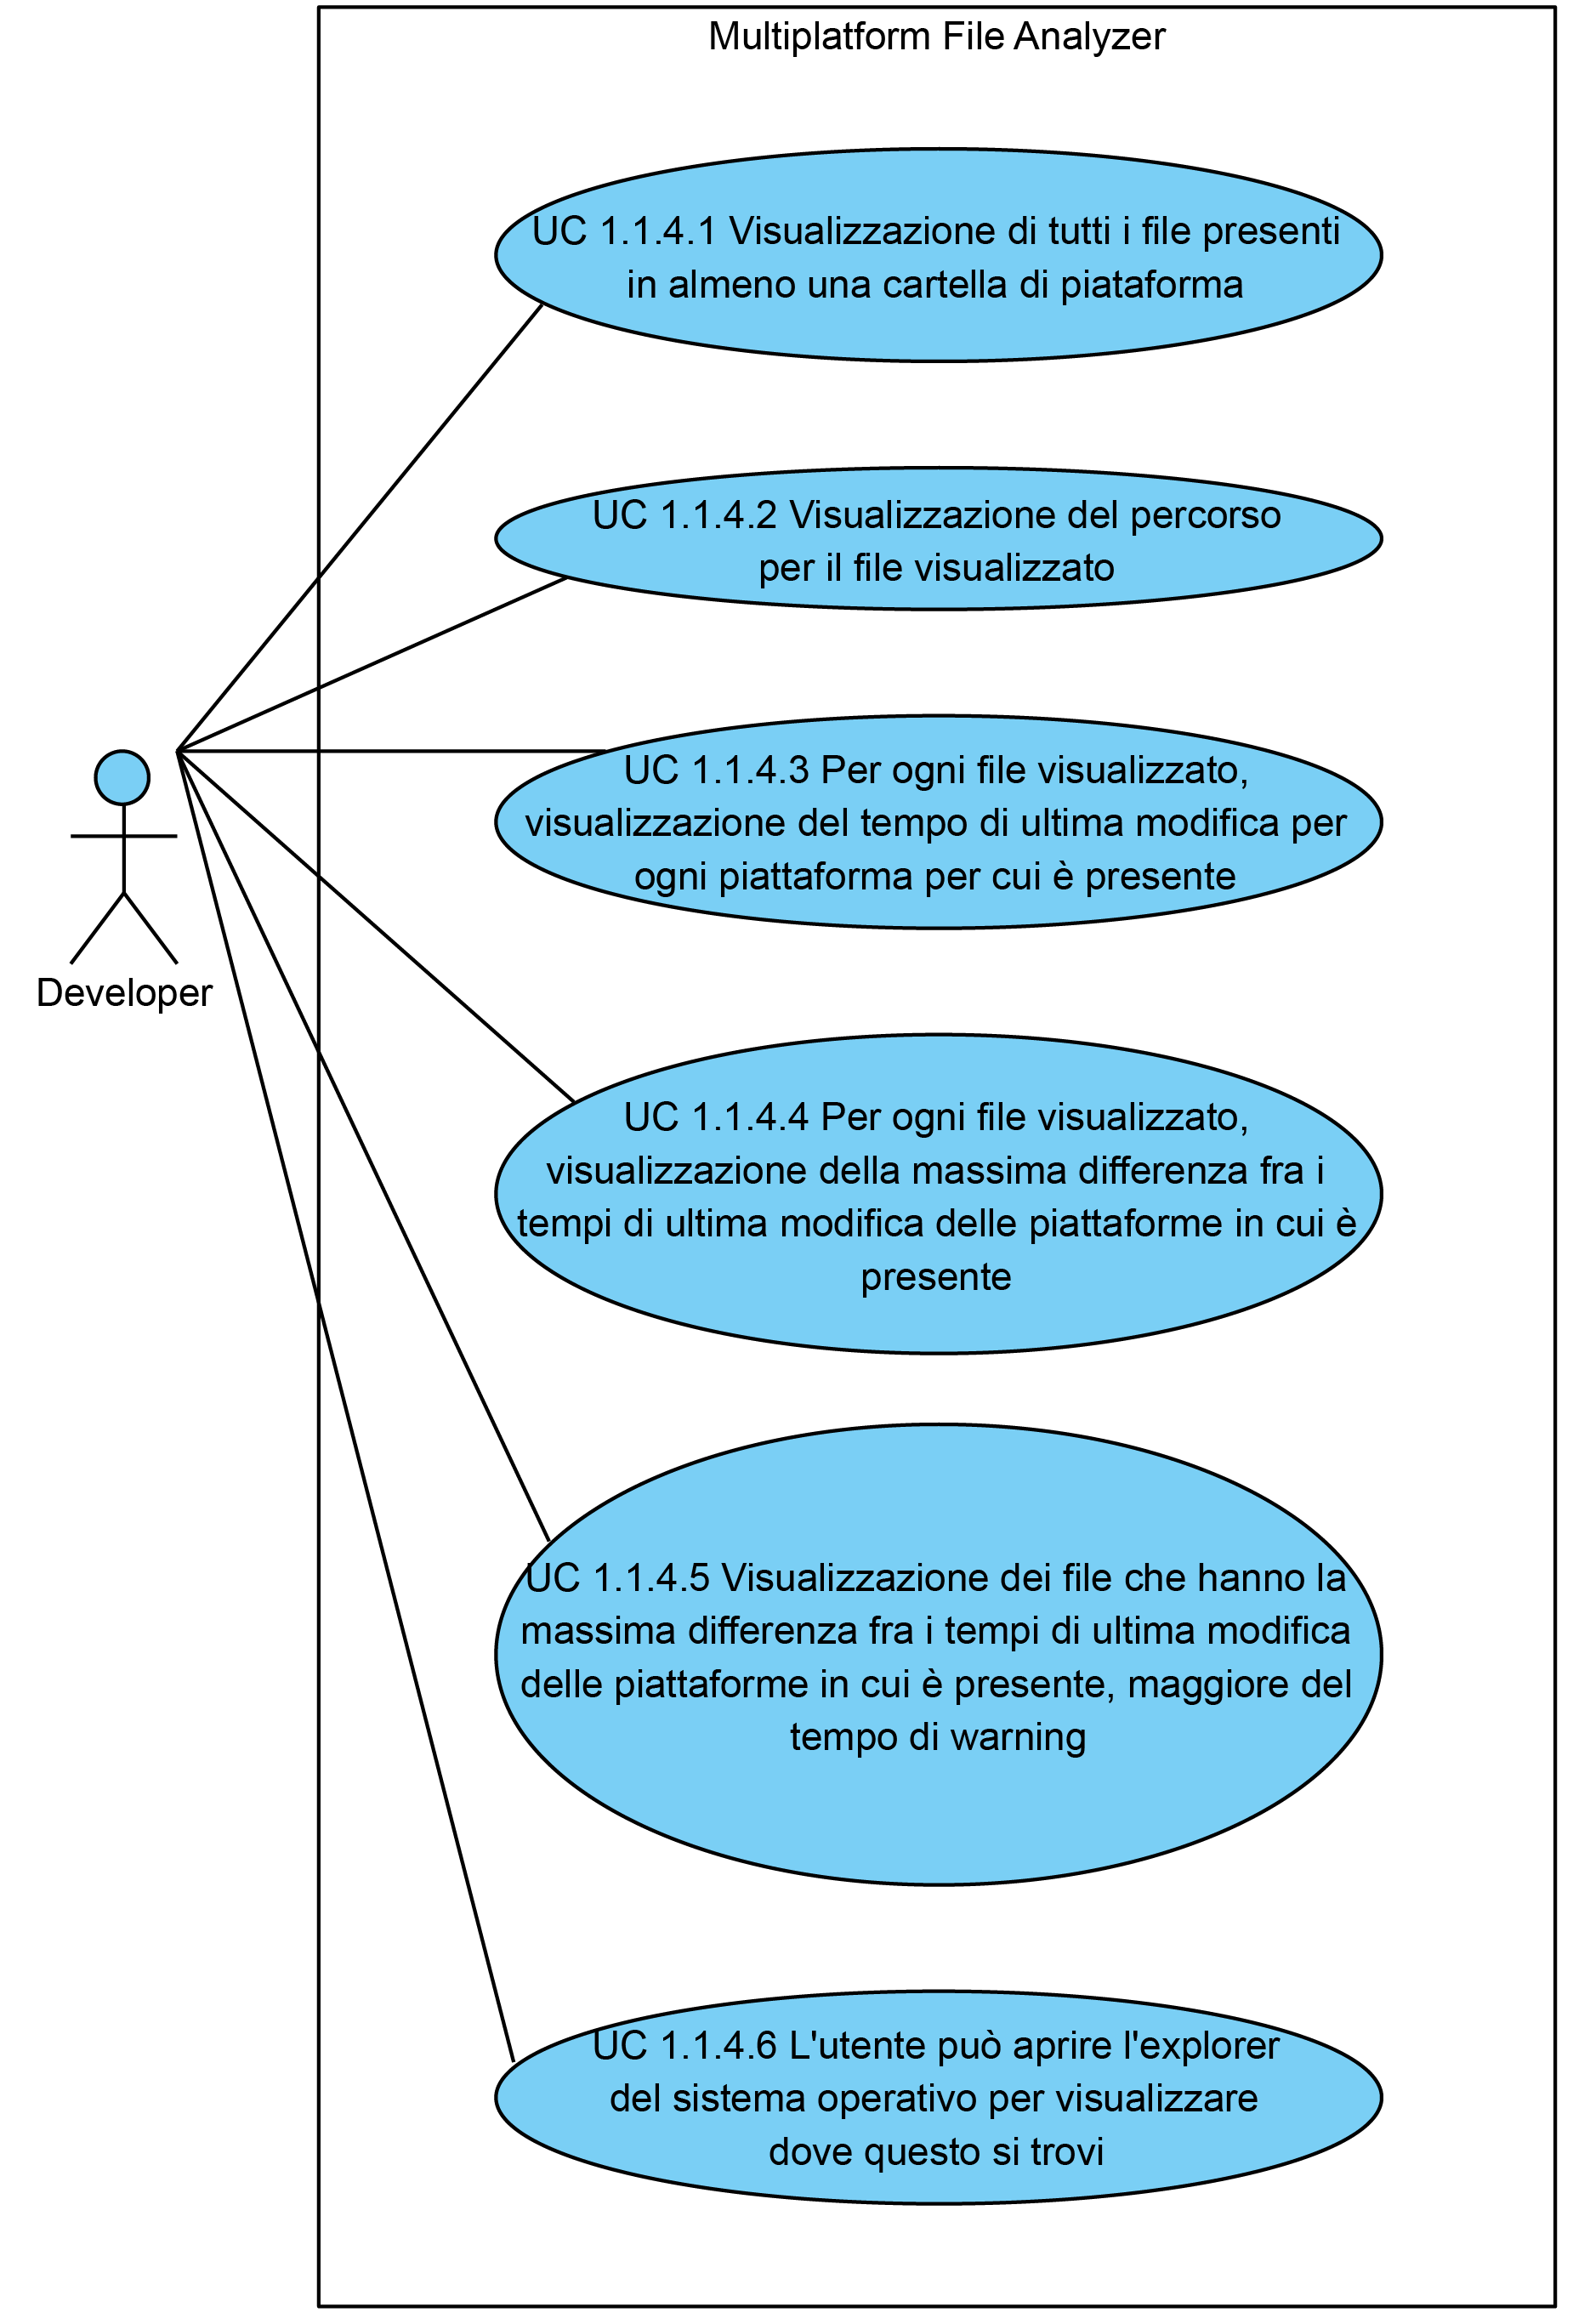 Multiplatform File Analyzer
UC 1.1.4.1 Visualizzazione di tutti i file presenti
in almeno una cartella di piataforma
UC 1.1.4.2 Visualizzazione del percorso
per il file visualizzato
UC 1.1.4.3 Per ogni file visualizzato,
visualizzazione del tempo di ultima modifica per
ogni piattaforma per cui è presente
Developer
UC 1.1.4.4 Per ogni file visualizzato,
visualizzazione della massima differenza fra i
tempi di ultima modifica delle piattaforme in cui è
presente
UC 1.1.4.5 Visualizzazione dei file che hanno la
massima differenza fra i tempi di ultima modifica
delle piattaforme in cui è presente, maggiore del
tempo di warning
UC 1.1.4.6 L'utente può aprire l'explorer
del sistema operativo per visualizzare
dove questo si trovi